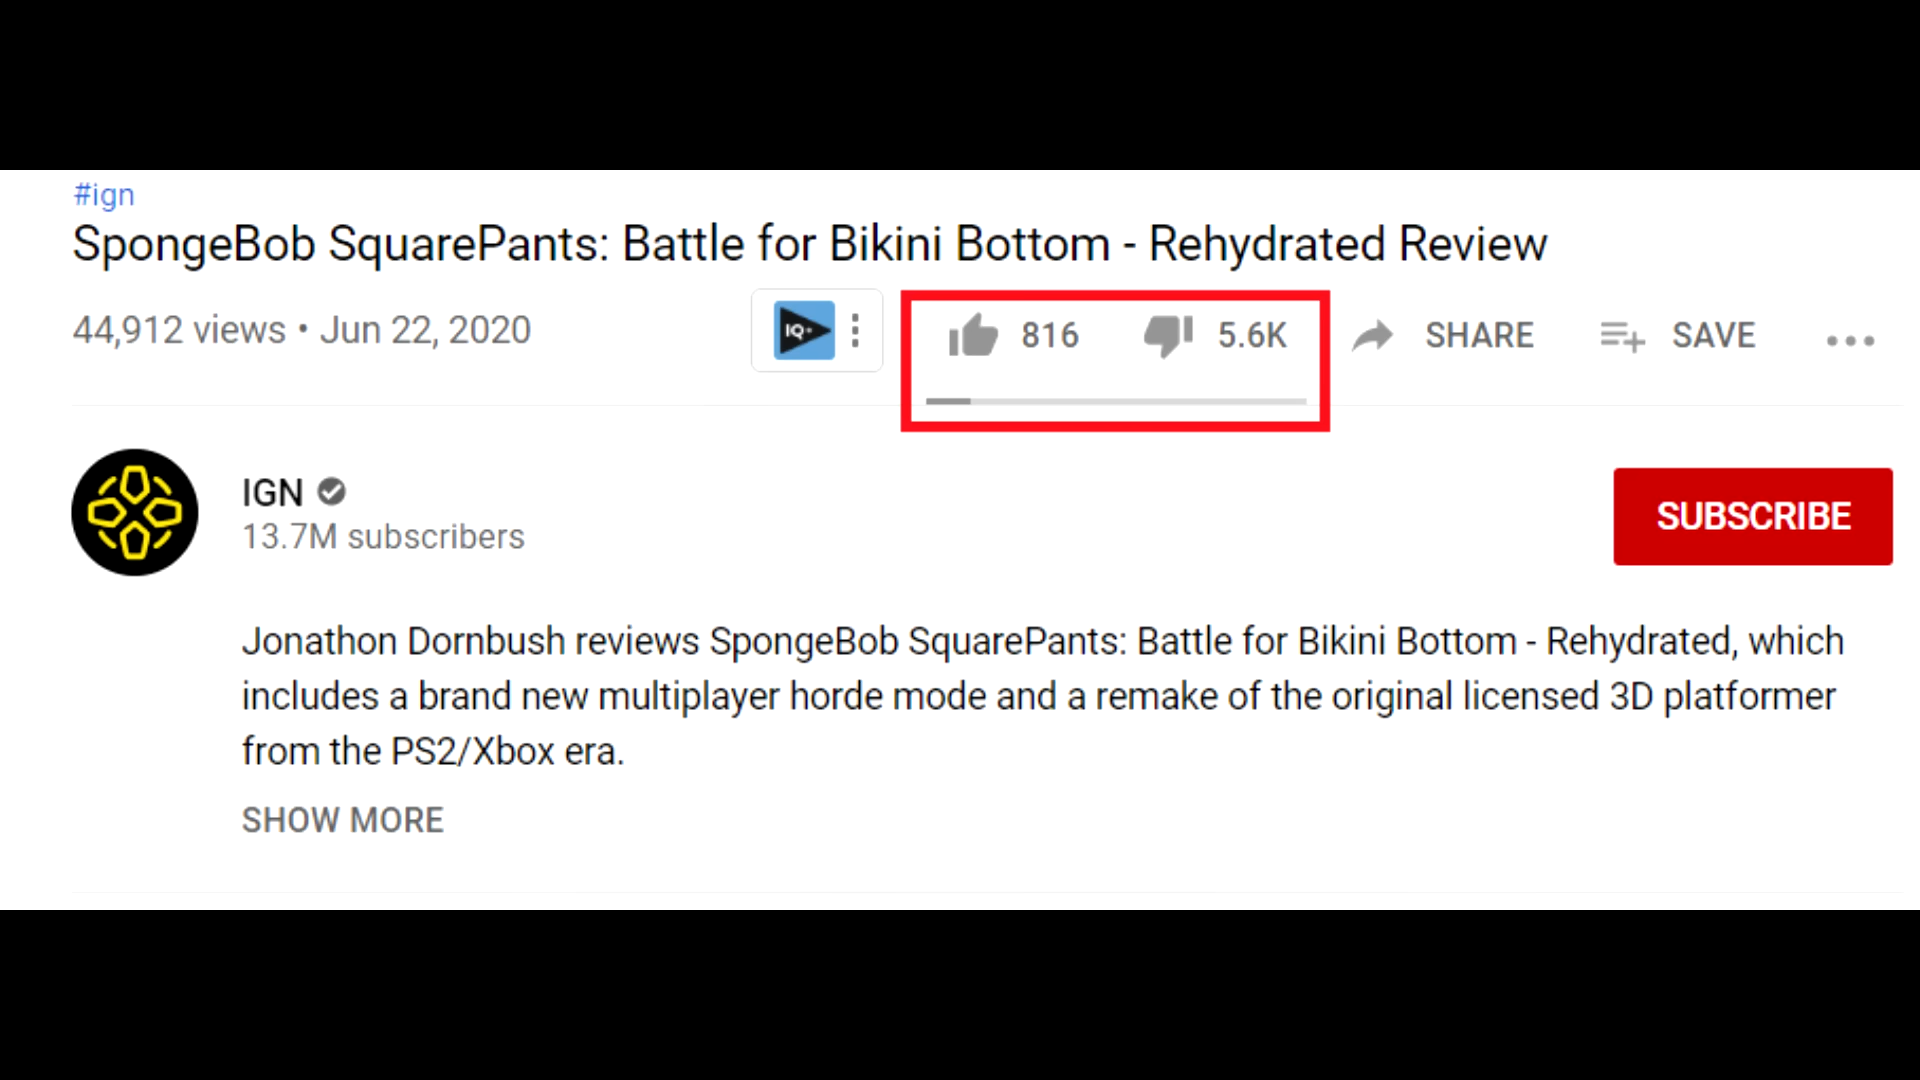 #ign
SpongeBob SquarePants: Battle for Bikini Bottom - Rehydrated Review
44,912 views • Jun 22, 2020
IQ
816
5.6K
SHARE
SAVE
IGN
13.7M subscribers
SUBSCRIBE
Jonathon Dornbush reviews SpongeBob SquarePants: Battle for Bikini Bottom - Rehydrated, which
includes a brand new multiplayer horde mode and a remake of the original licensed 3D platformer
from the PS2/Xbox era.
SHOW MORE